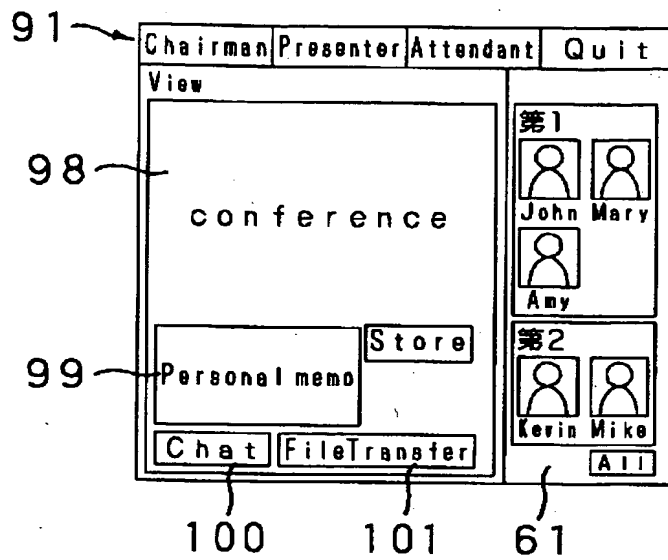 91
Chairman Presenter Attendant Quit
View
98
conference
第1
John Mary
Amy
Store
99
Personal memo
第2
Kevin Mike
Chat FileTransfer
All
100 101 61